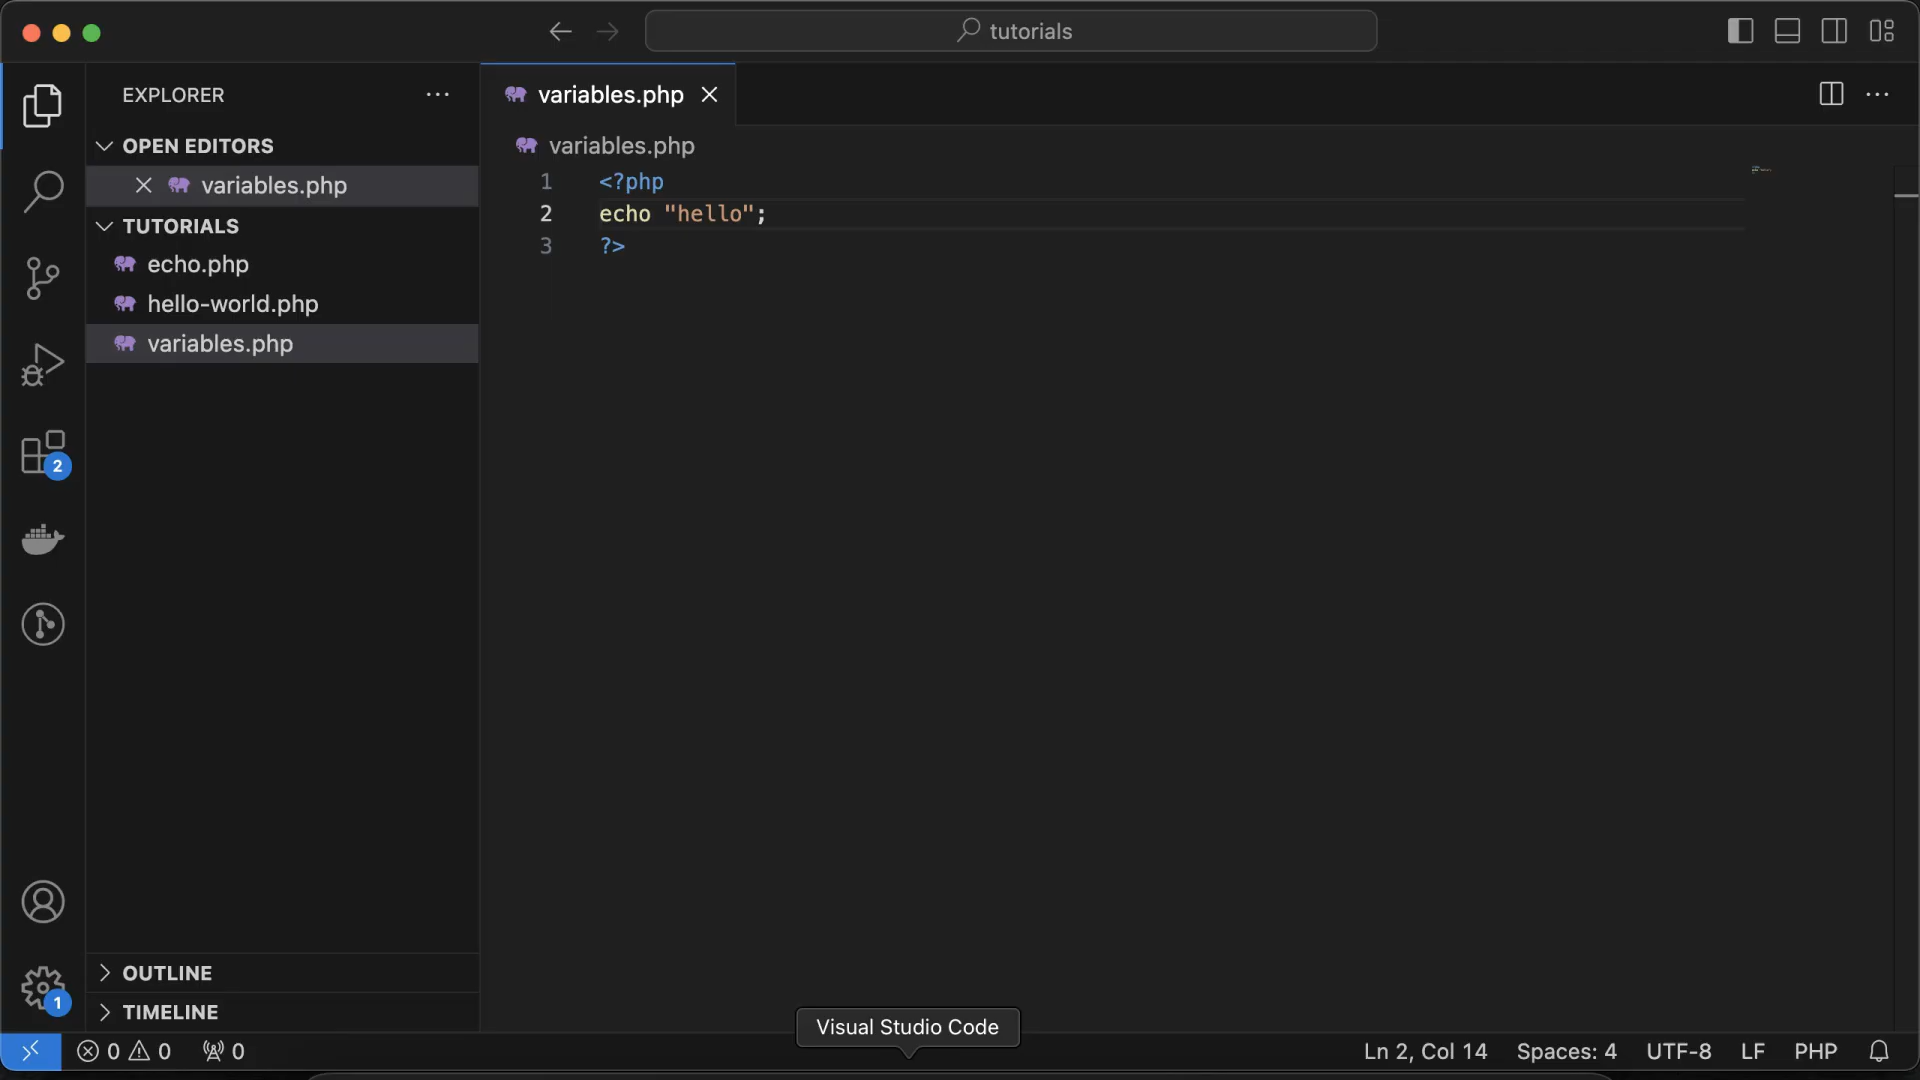 tutorials
EXPLORER
variables.php
OPEN EDITORS
variables.php
variables.php
1 <?php
2 echo "hello";
3 ?>
TUTORIALS
echo.php
hello-world.php
variables.php
2
OUTLINE
1
TIMELINE
Visual Studio Code
0 0 0
Ln 2, Col 14 Spaces: 4 UTF-8 LF PHP